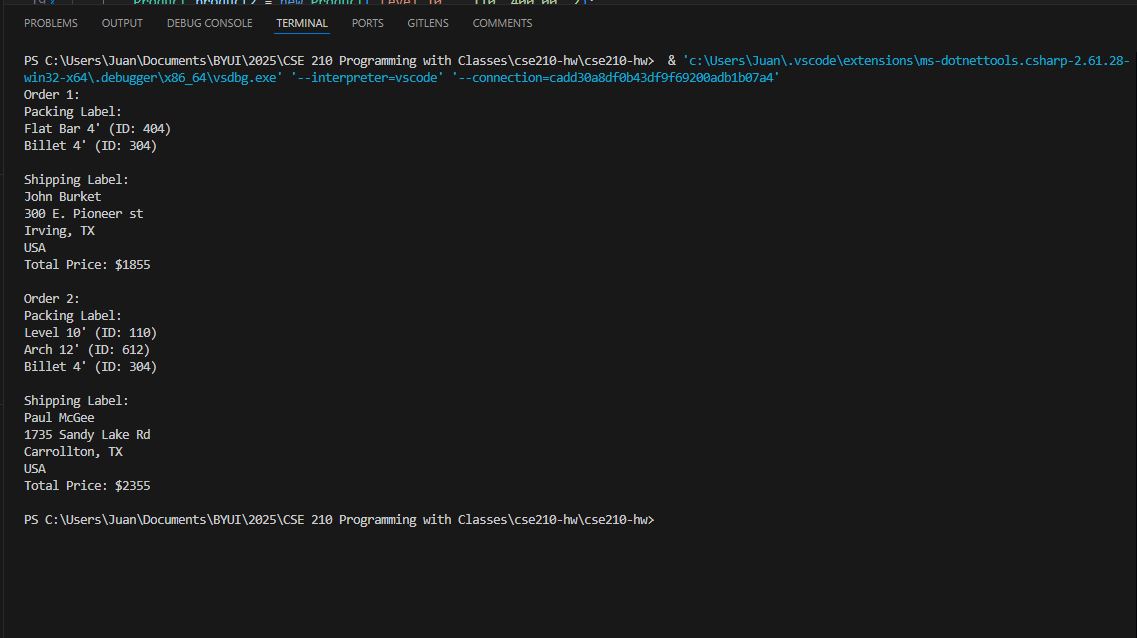 PROBLEMS OUTPUT DEBUG CONSOLE TERMINAL PORTS GITLENS COMMENTS
PS C:\Users\Juan\Documents\BYUI\2025\CSE 210 Programming with Classes\cse210-hw\cse210-hw>  & 'c:\Users\Juan\.vscode\extensions\ms-dotnettools.csharp-2.61.28-
win32-x64\.debugger\x86_64\vsdbg.exe' '--interpreter=vscode' '--connection=cadd30a8df0b43df9f69200adb1b07a4'
Order 1:
Packing Label:
Flat Bar 4' (ID: 404)
Billet 4' (ID: 304)
Shipping Label:
John Burket
300 E. Pioneer st
Irving, TX
USA
Total Price: $1855
Order 2:
Packing Label:
Level 10' (ID: 110)
Arch 12' (ID: 612)
Billet 4' (ID: 304)
Shipping Label:
Paul McGee
1735 Sandy Lake Rd
Carrollton, TX
USA
Total Price: $2355
PS C:\Users\Juan\Documents\BYUI\2025\CSE 210 Programming with Classes\cse210-hw\cse210-hw>